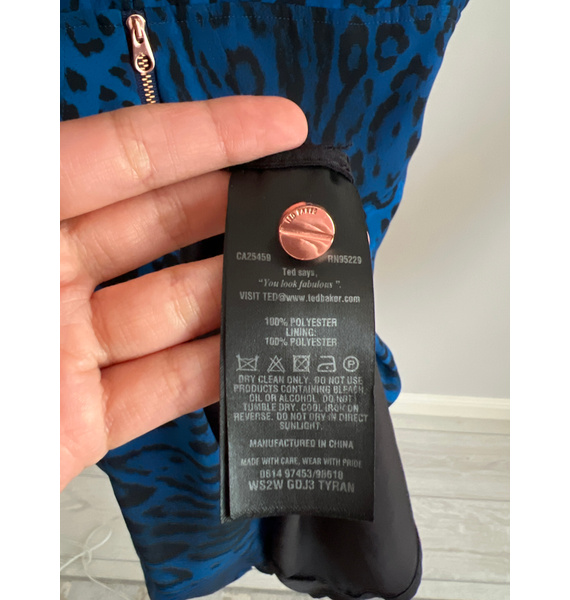 TED BAKER
CA25459 RN95229
Ted says,
"You look fabulous".
VISIT TED@www.tedbaker.com
100% POLYESTER
LINING:
100% POLYESTER
P
DRY CLEAN ONLY. DO NOT USE
PRODUCTS CONTAINING BLEACH,
OIL OR ALCOHOL. DO NOT
TUMBLE DRY. COOL IRON ON
REVERSE. DO NOT DRY IN DIRECT
SUNLIGHT.
MANUFACTURED IN CHINA
MADE WITH CARE, WEAR WITH PRIDE
0614 97453/98610
WS2W GDJ3 TYRAN